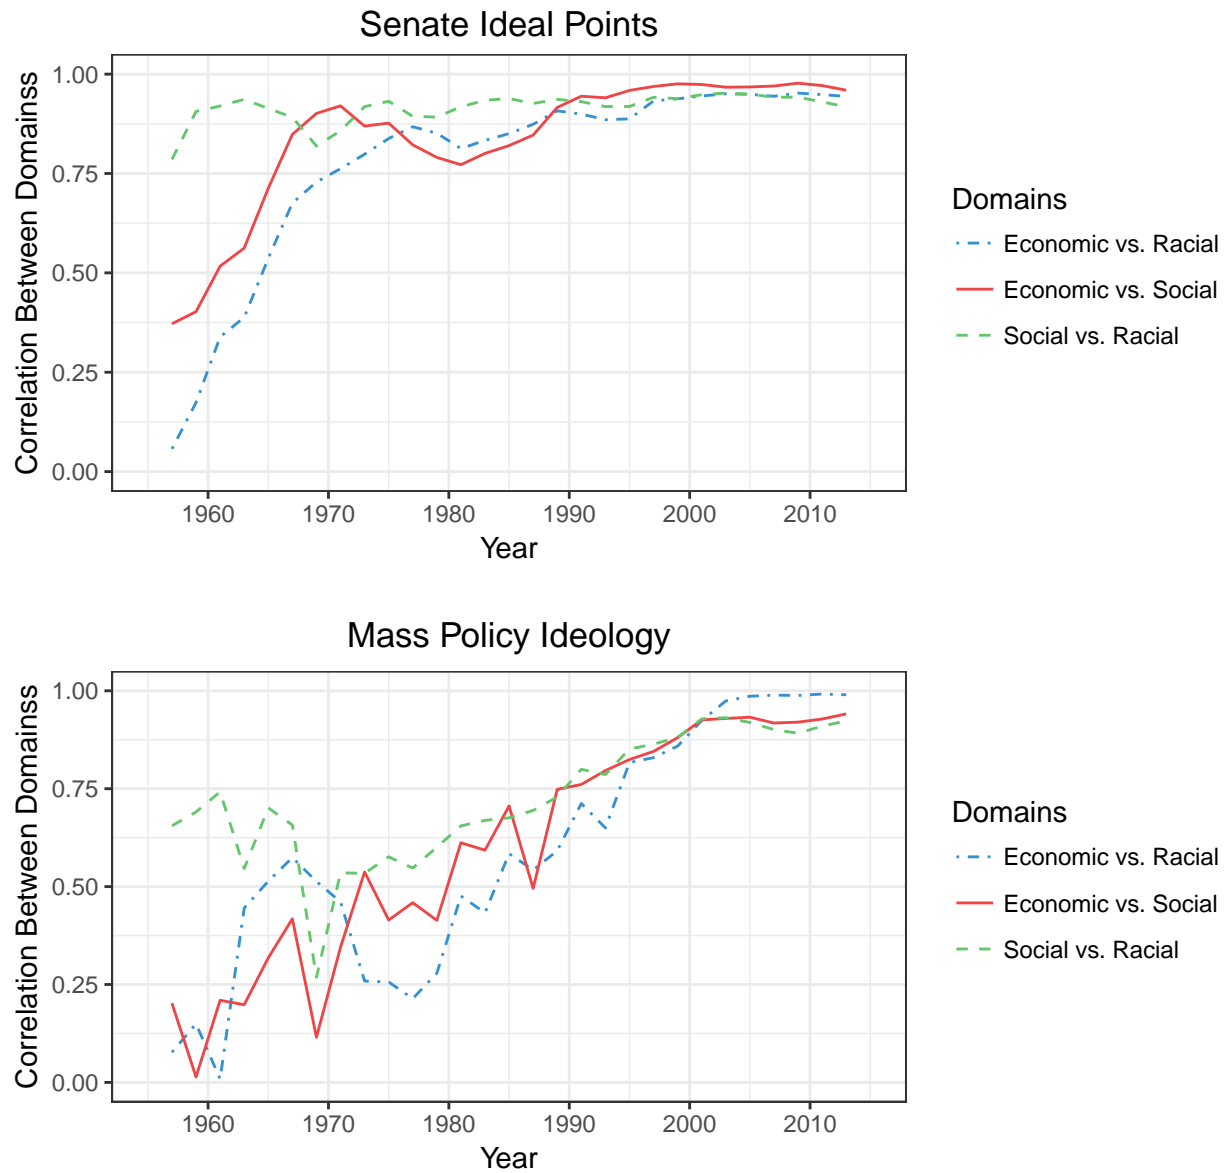 Senate Ideal Points
Correlation Between Domainss
1.00
0.75
0.50
0.25
0.00
1960 1970 1980 1990 2000 2010
Year
Domains
Economic vs. Racial
Economic vs. Social
Social vs. Racial
Mass Policy Ideology
Correlation Between Domainss
1.00
0.75
0.50
0.25
0.00
1960 1970 1980 1990 2000 2010
Year
Domains
Economic vs. Racial
Economic vs. Social
Social vs. Racial